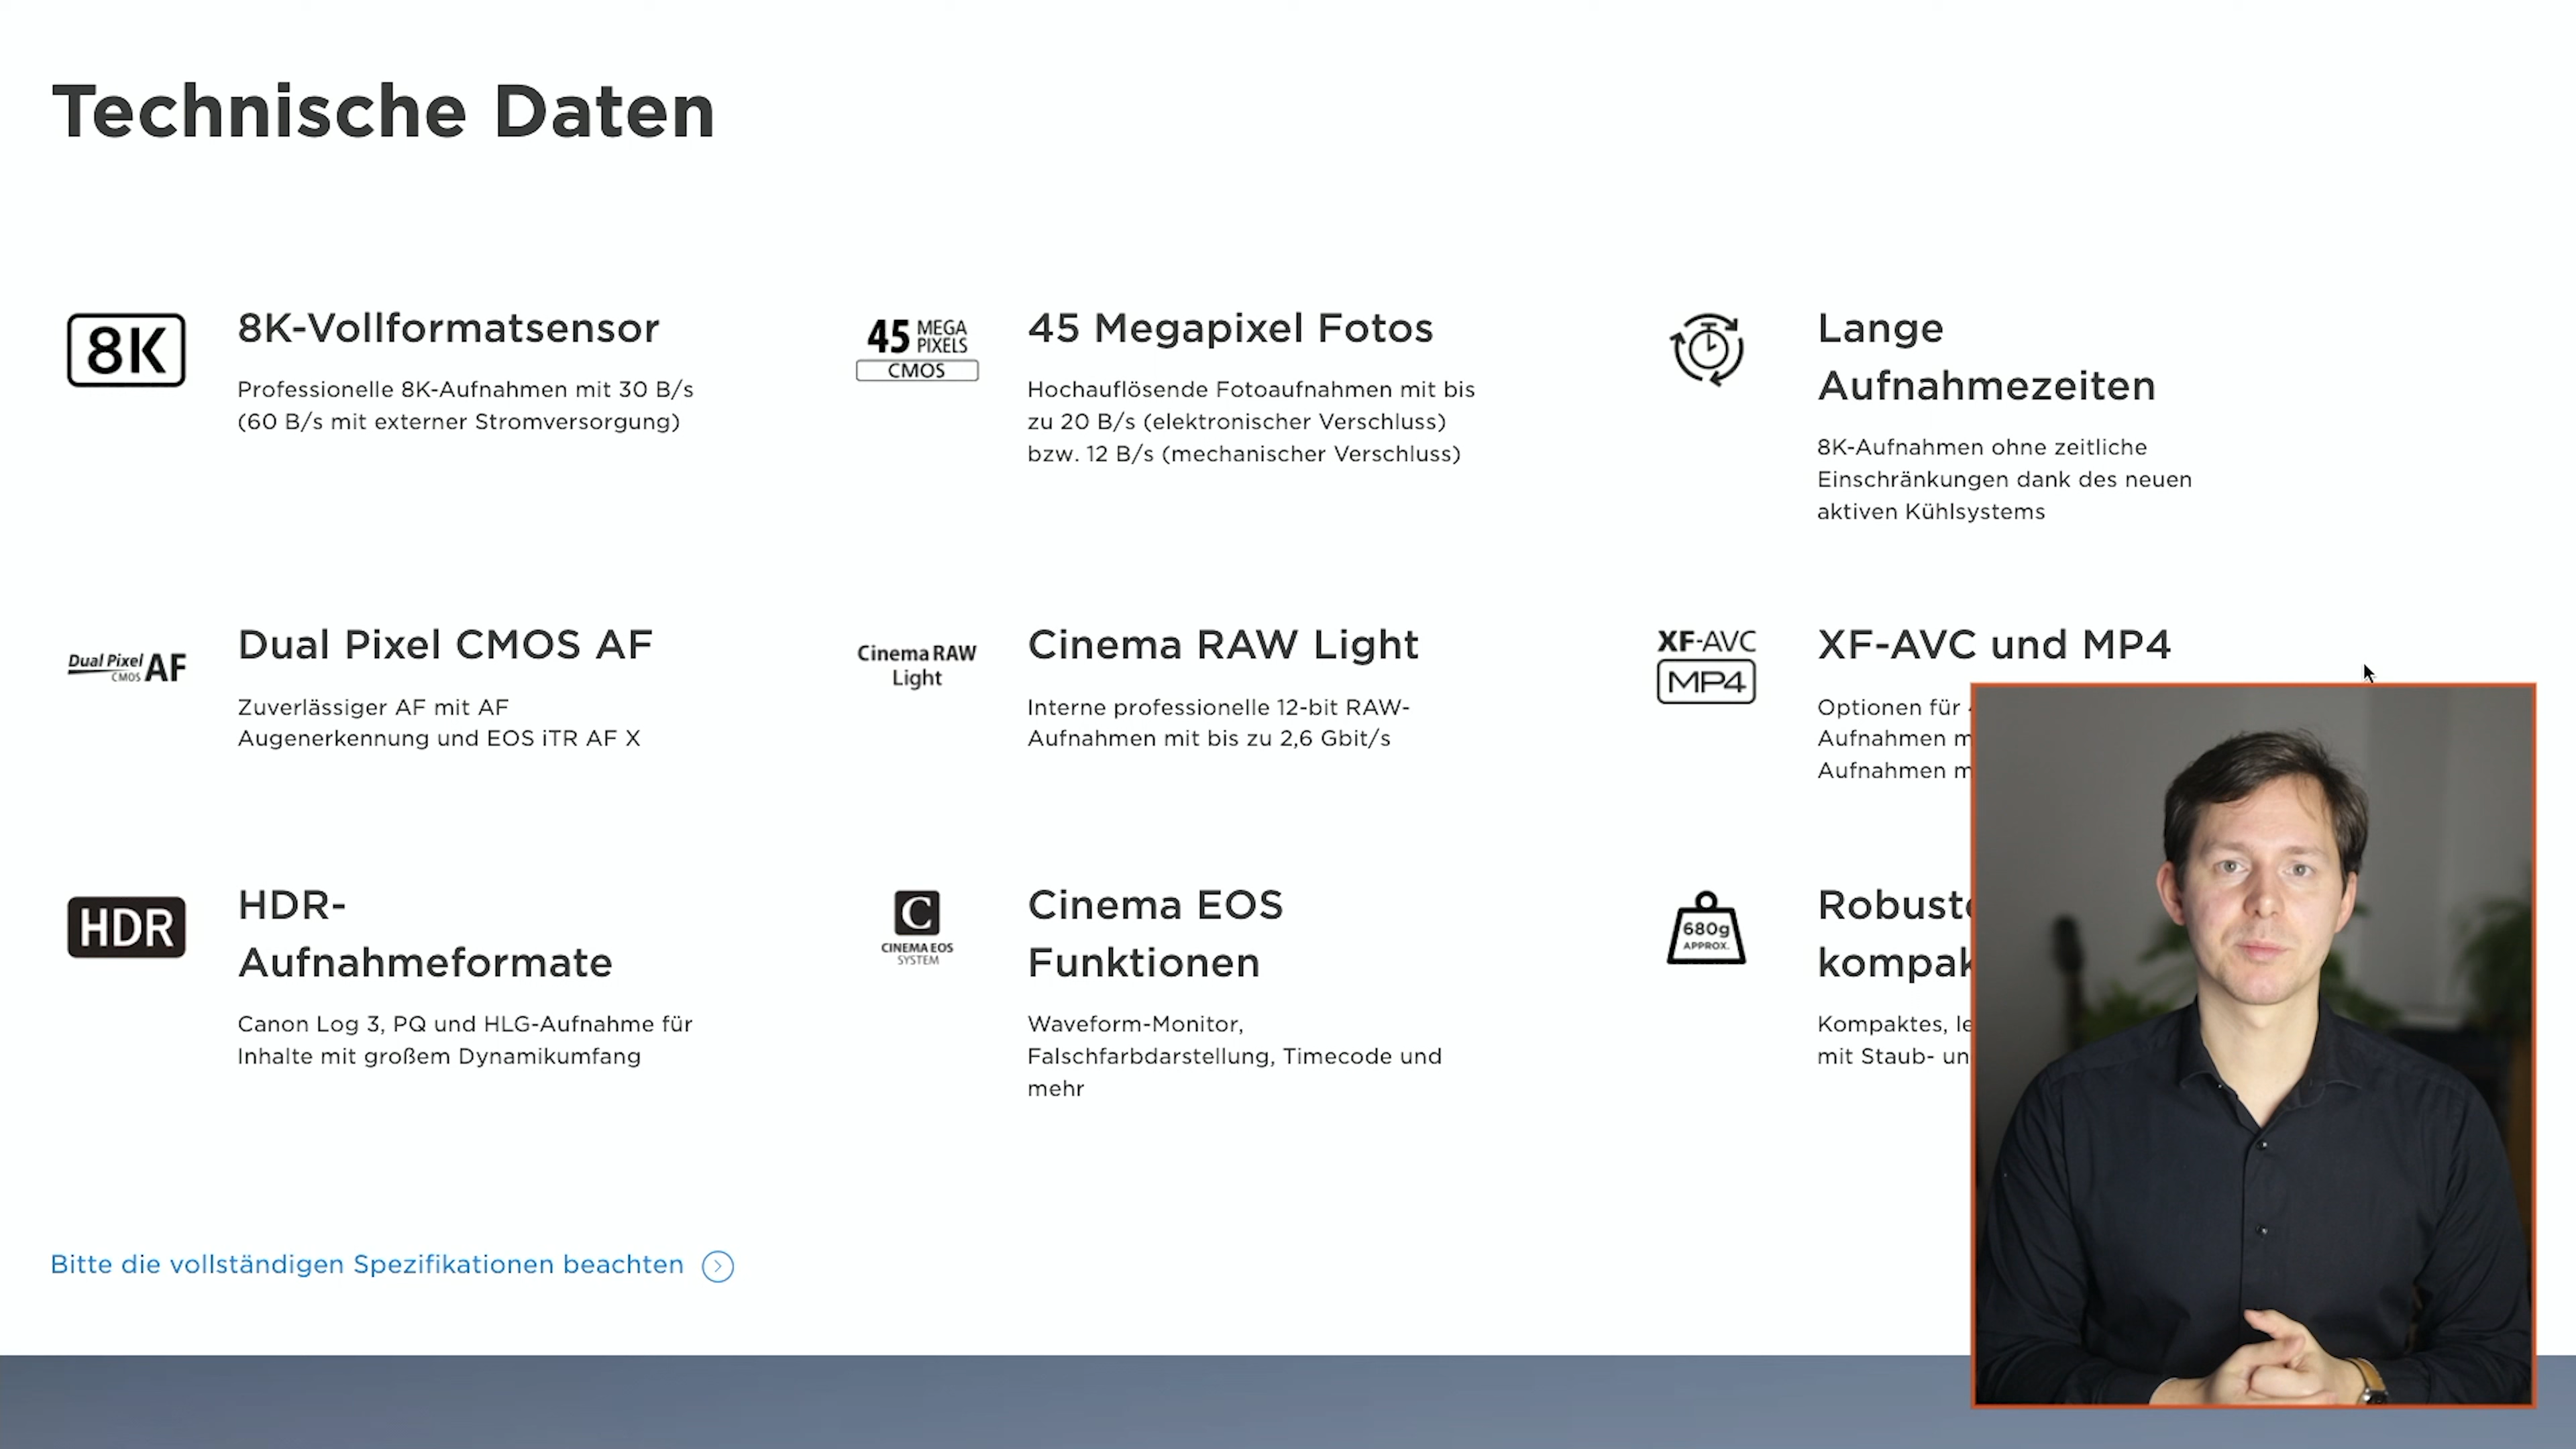 Technische Daten
8K
8K-Vollformatsensor
Professionelle 8K-Aufnahmen mit 30 B/s
(60 B/s mit externer Stromversorgung)
45 MEGA
PIXELS
CMOS
45 Megapixel Fotos
Hochauflösende Fotoaufnahmen mit bis
zu 20 B/s (elektronischer Verschluss)
bzw. 12 B/s (mechanischer Verschluss)
Lange
Aufnahmezeiten
8K-Aufnahmen ohne zeitliche
Einschränkungen dank des neuen
aktiven Kühlsystems
Dual Pixel
CMOS AF
Dual Pixel CMOS AF
Zuverlässiger AF mit AF
Augenerkennung und EOS iTR AF X
Cinema RAW
Light
Cinema RAW Light
Interne professionelle 12-bit RAW-
Aufnahmen mit bis zu 2,6 Gbit/s
XF-AVC
MP4
XF-AVC und MP4
Optionen für
Aufnahmen
Aufnahmen
HDR
HDR-
Aufnahmeformate
Canon Log 3, PQ und HLG-Aufnahme für
Inhalte mit großem Dynamikumfang
C
CINEMA EOS
SYSTEM
Cinema EOS
Funktionen
Waveform-Monitor,
Falschfarbdarstellung, Timecode und
mehr
680g
APPROX.
Kompaktes,
mit Staub-
Bitte die vollständigen Spezifikationen beachten